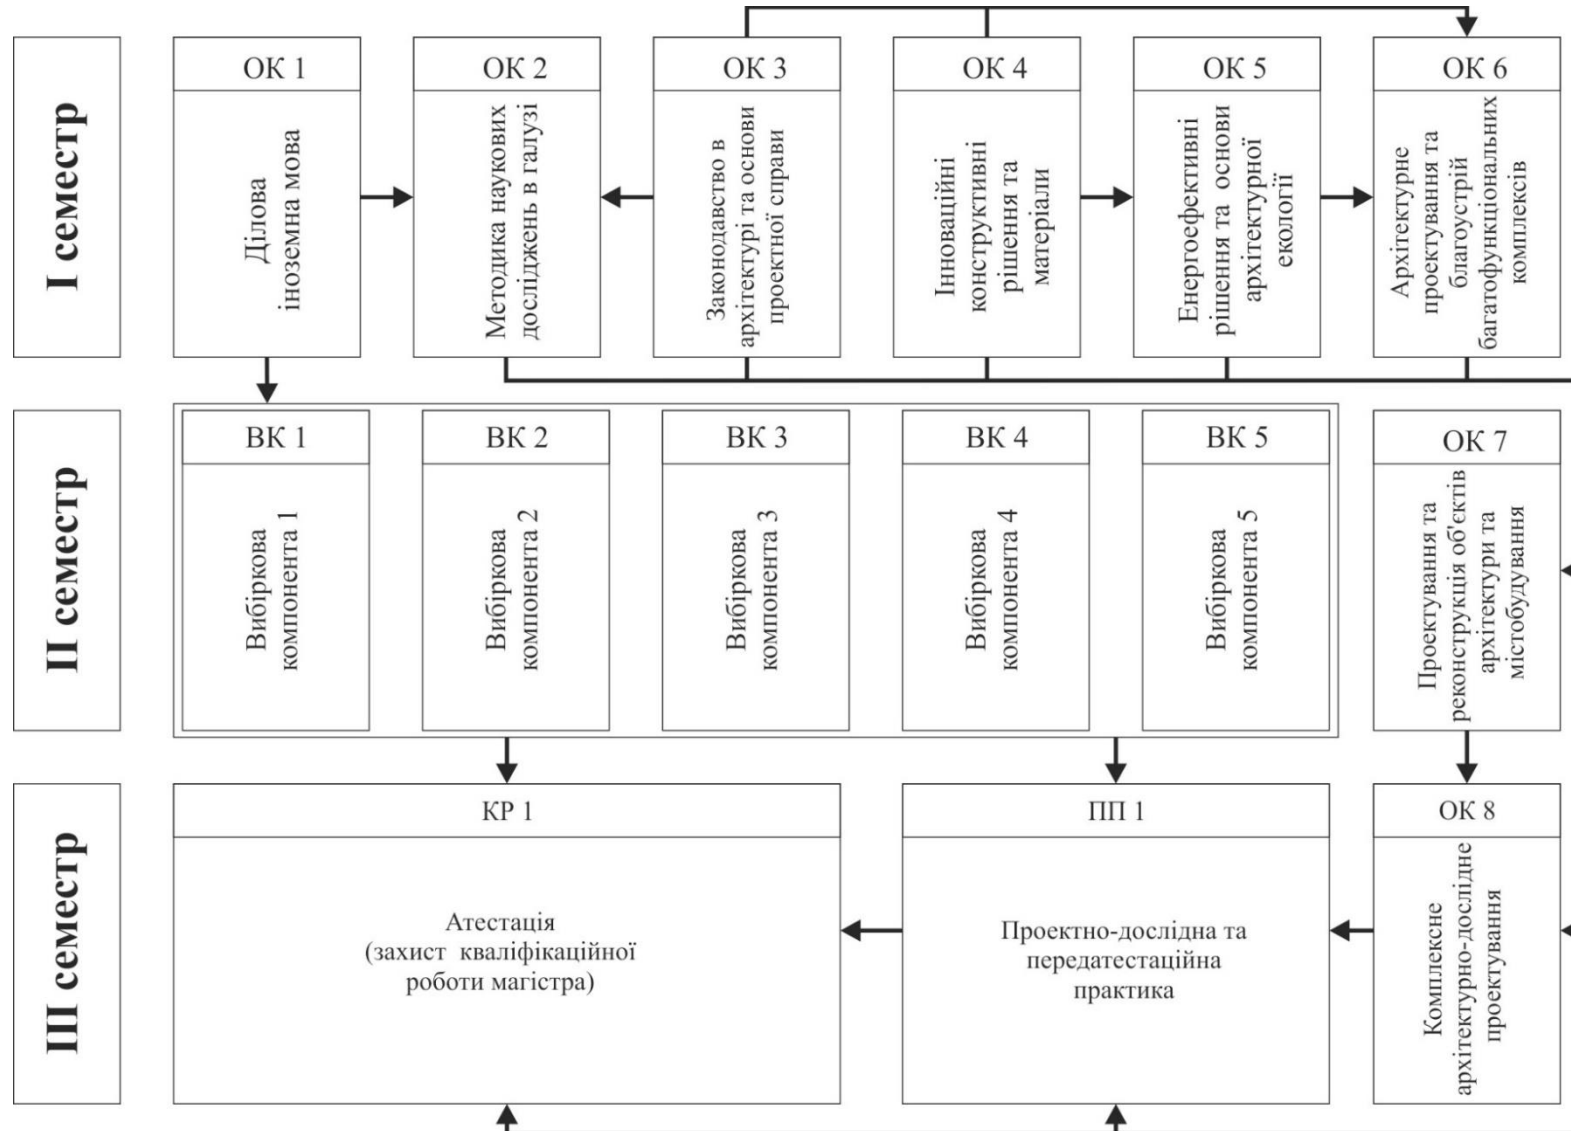 I семестр
ОК 1
Ділова
іноземна мова
ОК 2
Методика наукових
досліджень в галузі
ОК 3
Законодавство в
архітектурі та основи
проектної справи
ОК 4
Інноваційні
конструктивні
рішення та
матеріали
ОК 5
Енергоефективні
рішення та основи
архітектурної
екології
ОК 6
Архітектурне
проектування та
благоустрій
багатофункціональних
комплексів
II семестр
ВК 1
Вибіркова
компонента 1
ВК 2
Вибіркова
компонента 2
ВК 3
Вибіркова
компонента 3
ВК 4
Вибіркова
компонента 4
ВК 5
Вибіркова
компонента 5
ОК 7
Проектування та
реконструкція об'єктів
архітектури та
містобудування
III семестр
КР 1
Атестація
(захист кваліфікаційної
роботи магістра)
ПП 1
Проектно-дослідна та
передатестаційна
практика
ОК 8
Комплексне
архітектурно-дослідне
проектування